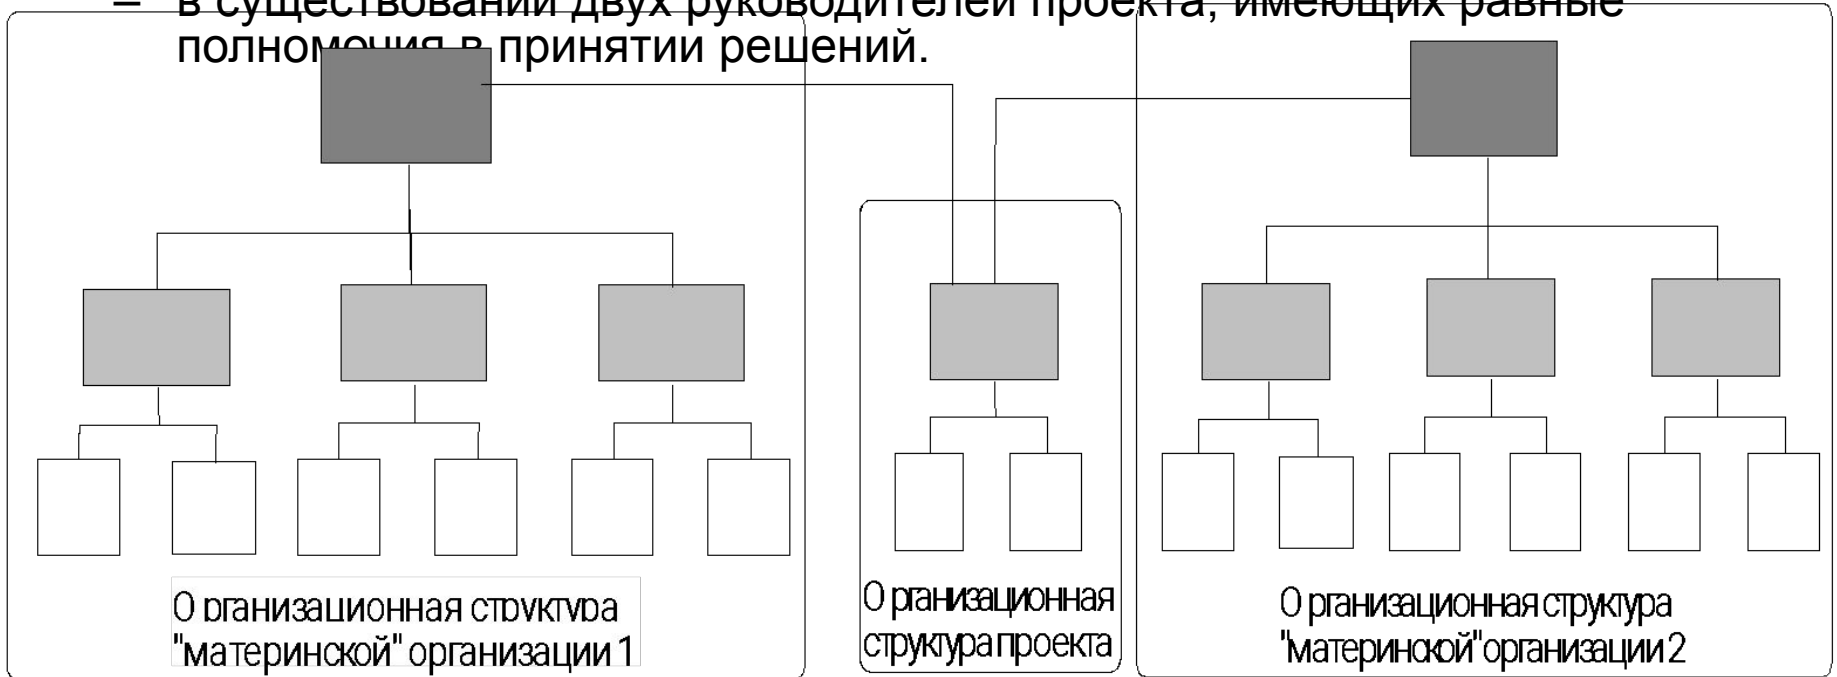 – в существовании двух руководителей проекта, имеющих равные
полномочия в принятии решений.
Организационная структура
"материнской" организации 1
Организационная
структура проекта
Организационная структура
"материнской" организации 2